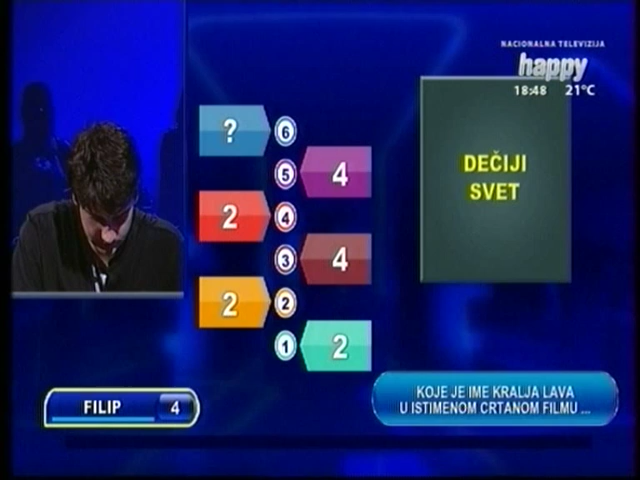 NACIONALNA TELEVIZIJA
happy
18:48 21°C
? 6
5 4
2 4
3 4
2 2
1 2
DEČIJI
SVET
FILIP 4
KOJE JE IME KRALJA LAVA
U ISTIMENOM CRTANOM FILMU ...